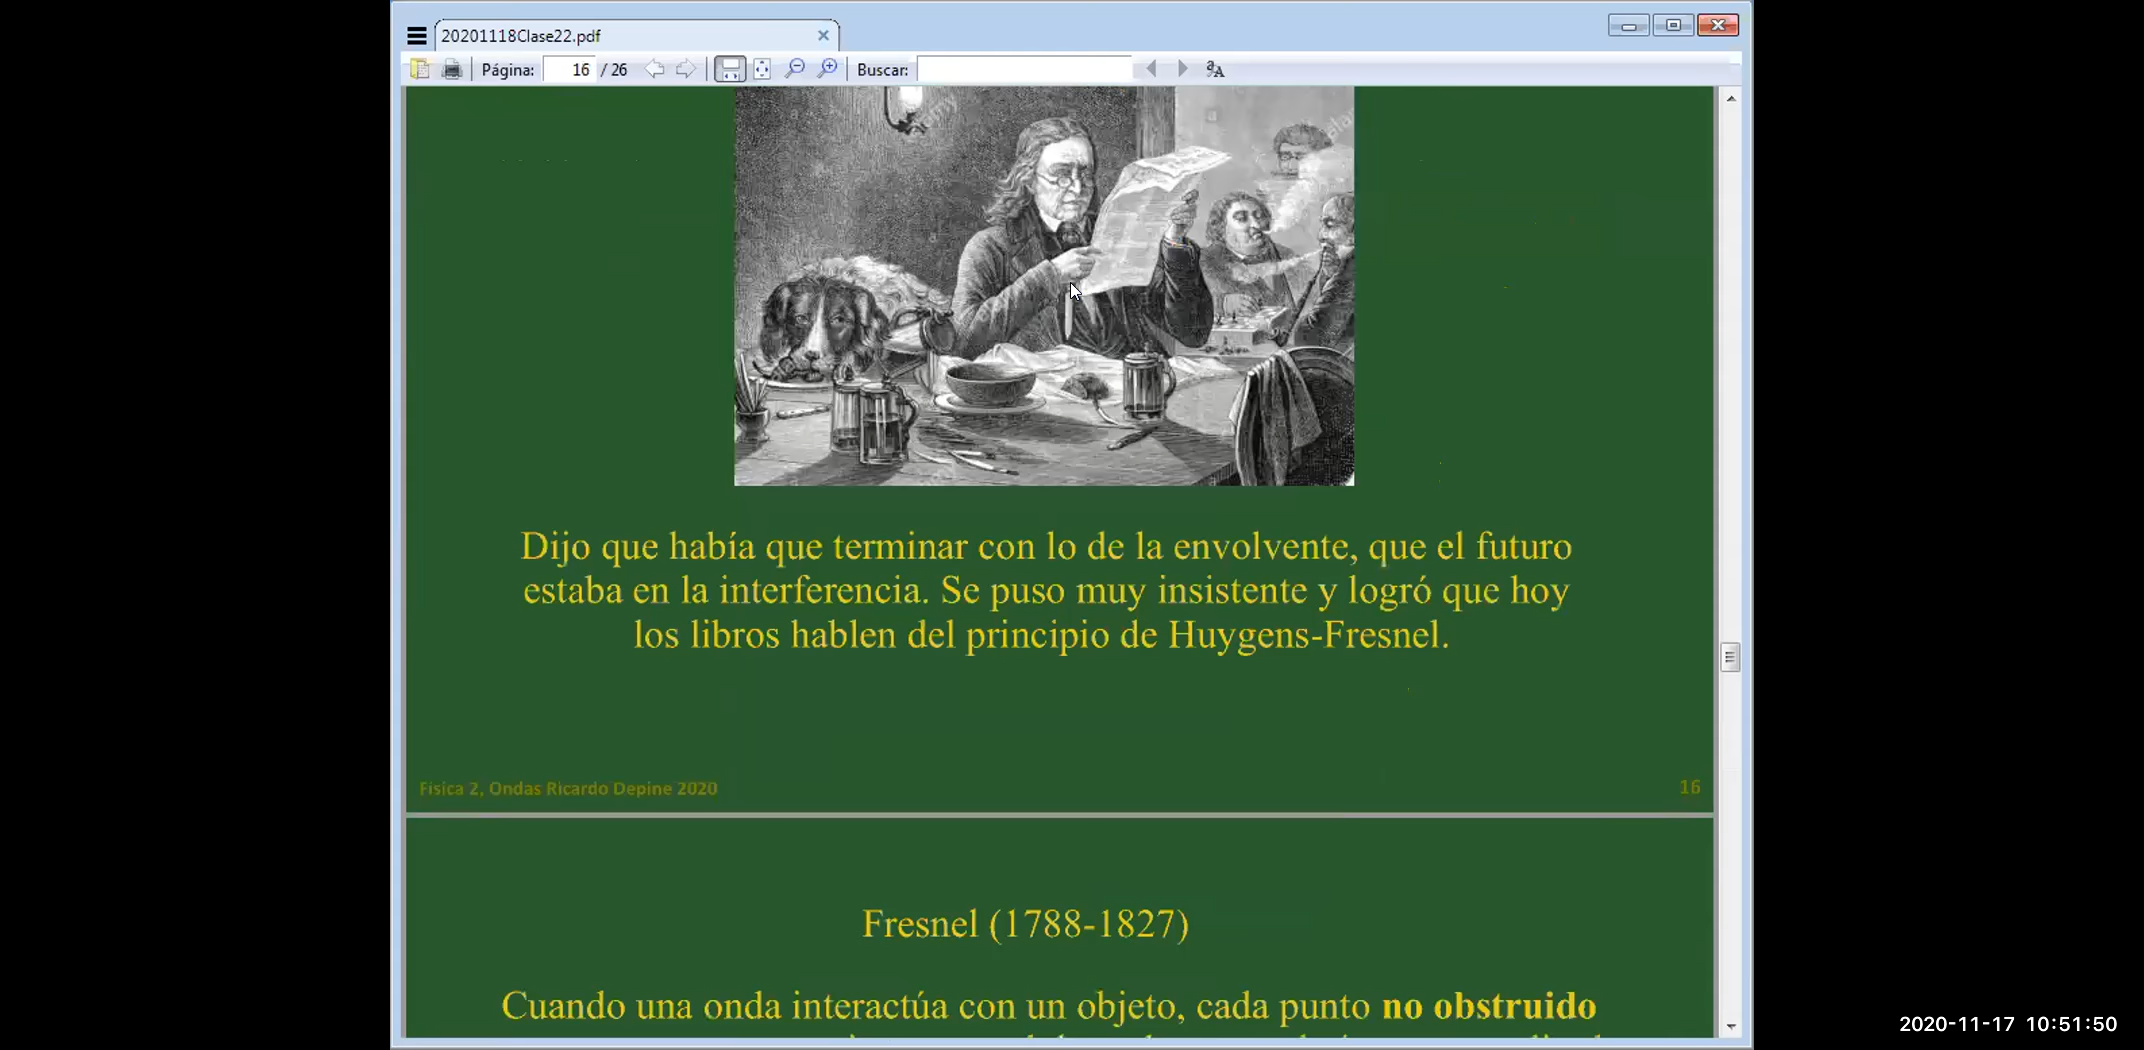 20201118Clase22.pdf
Página: 16 / 26 Buscar:
Dijo que había que terminar con lo de la envolvente, que el futuro
estaba en la interferencia. Se puso muy insistente y logró que hoy
los libros hablen del principio de Huygens-Fresnel.
Física 2, Ondas Ricardo Depine 2020 16
Fresnel (1788-1827)
Cuando una onda interactúa con un objeto, cada punto no obstruido
2020-11-17 10:51:50